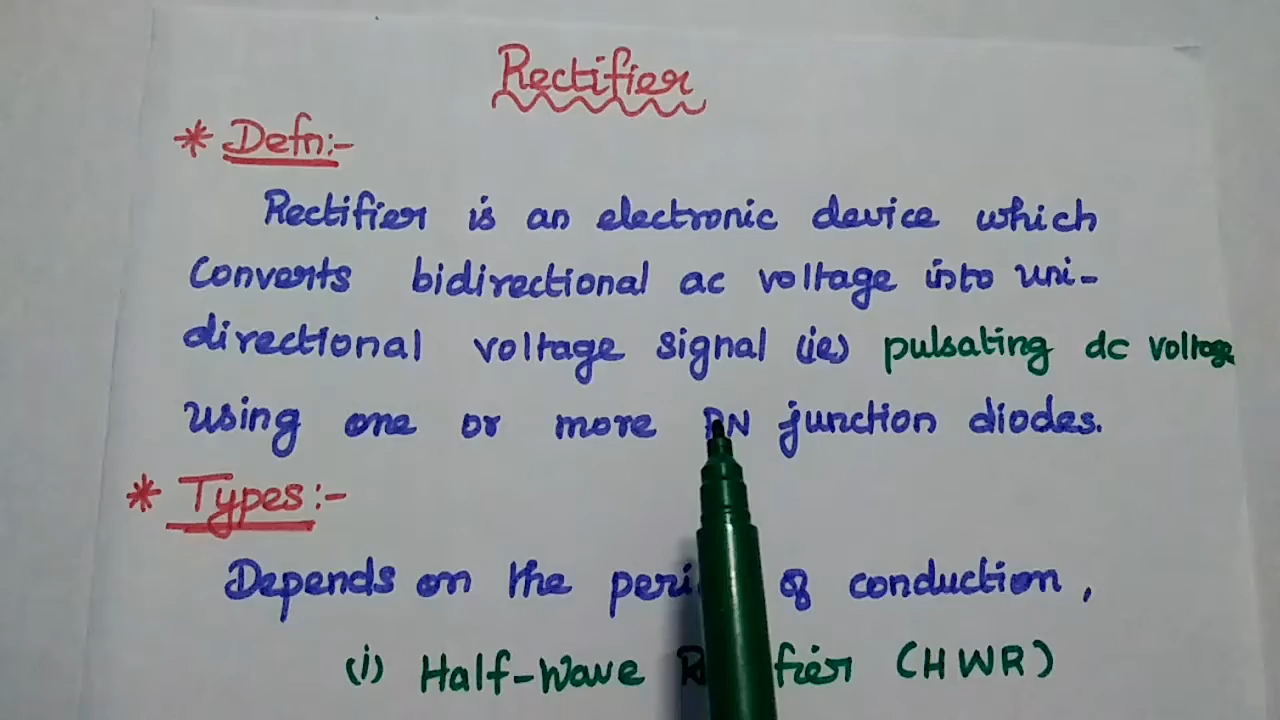 Rectifier
* Defn:-
Rectifier is an electronic device which
converts bidirectional ac voltage into uni-
directional voltage signal (ie) pulsating dc voltage
using one or more PN junction diodes.
* Types:-
Depends on the of conduction,
(i) Half-Wave (HWR)